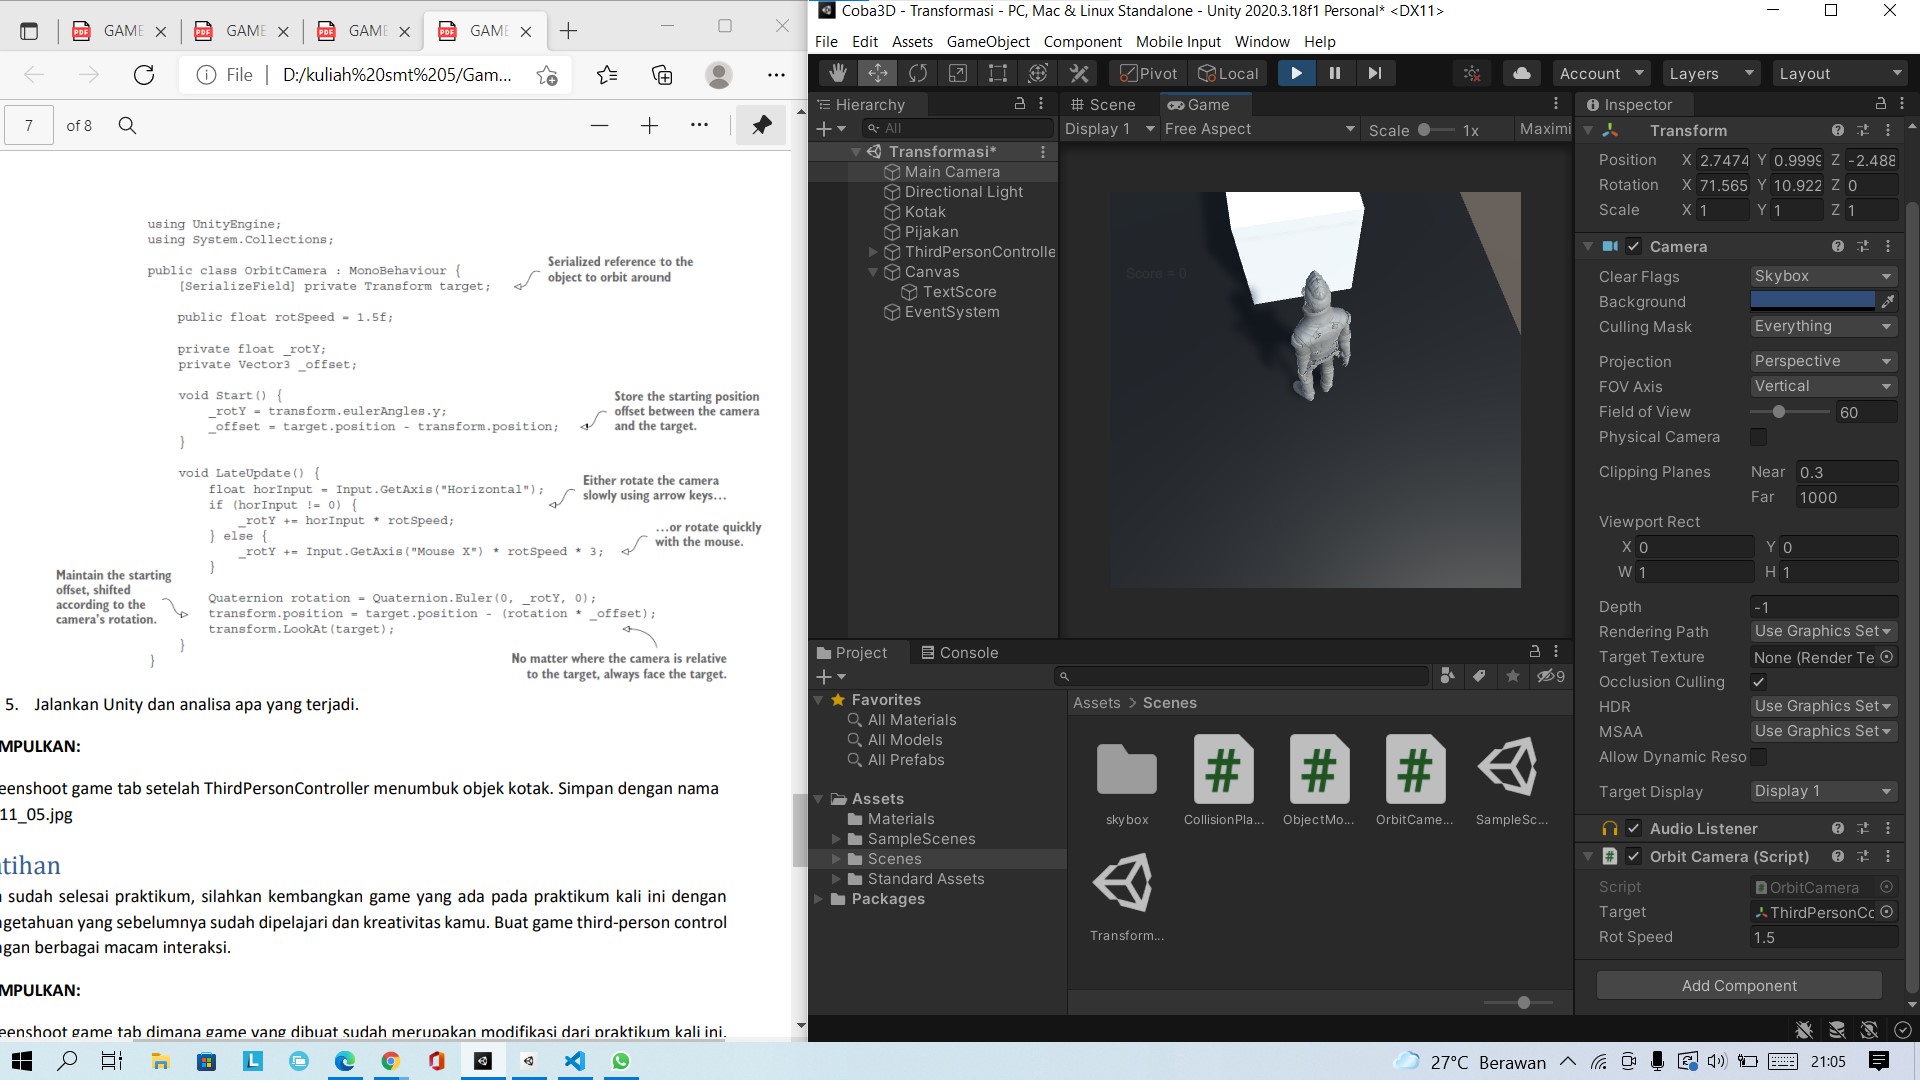 GAME
GAME
GAME
GAME
File
D:/kuliah%20smt%205/Gam...
7
of 8
using UnityEngine;
using System.Collections;
public class OrbitCamera : MonoBehaviour {
[SerializeField] private Transform target;
Serialized reference to the
object to orbit around
public float rotSpeed = 1.5f;
private float _rotY;
private Vector3 _offset;
void Start() {
_rotY = transform.eulerAngles.y;
_offset = target.position - transform.position;
}
Store the starting position
offset between the camera
and the target.
void LateUpdate() {
float horInput = Input.GetAxis("Horizontal");
if (horInput != 0) {
_rotY += horInput * rotSpeed;
} else {
_rotY += Input.GetAxis("Mouse X") * rotSpeed * 3;
}
Either rotate the camera
slowly using arrow keys...
...or rotate quickly
with the mouse.
Maintain the starting
offset, shifted
according to the
camera's rotation.
Quaternion rotation = Quaternion.Euler(0, _rotY, 0);
transform.position = target.position - (rotation * _offset);
transform.LookAt(target);
}
}
No matter where the camera is relative
to the target, always face the target.
5. Jalankan Unity dan analisa apa yang terjadi.
MPULKAN:
eenshoot game tab setelah ThirdPersonController menumbuk objek kotak. Simpan dengan nama
11_05.jpg
tihan
sudah selesai praktikum, silahkan kembangkan game yang ada pada praktikum kali ini dengan
ngetahuan yang sebelumnya sudah dipelajari dan kreativitas kamu. Buat game third-person control
ngan berbagai macam interaksi.
MPULKAN:
eenshoot game tab dimana game yang dibuat sudah merupakan modifikasi dari praktikum kali ini.
Coba3D - Transformasi - PC, Mac & Linux Standalone - Unity 2020.3.18f1 Personal* <DX11>
File Edit Assets GameObject Component Mobile Input Window Help
Pivot Local Account Layers Layout
Hierarchy
All
Transformasi*
Main Camera
Directional Light
Kotak
Pijakan
ThirdPersonControlle
Canvas
TextScore
EventSystem
Scene Game
Display 1 Free Aspect Scale 1x Maximi
Score = 0
Inspector
Transform
Position X 2.7474 Y 0.9999 Z -2.488
Rotation X 71.565 Y 10.922 Z 0
Scale X 1 Y 1 Z 1
Camera
Clear Flags Skybox
Background
Culling Mask Everything
Projection Perspective
FOV Axis Vertical
Field of View 60
Physical Camera
Clipping Planes Near 0.3
Far 1000
Viewport Rect
X 0 Y 0
W 1 H 1
Depth -1
Rendering Path Use Graphics Set
Target Texture None (Render Te
Occlusion Culling
HDR Use Graphics Set
MSAA Use Graphics Set
Allow Dynamic Reso
Target Display Display 1
Audio Listener
Orbit Camera (Script)
Script OrbitCamera
Target ThirdPersonCo
Rot Speed 1.5
Add Component
Project Console
9
Favorites
All Materials
All Models
All Prefabs
Assets
Materials
SampleScenes
Scenes
Standard Assets
Packages
Assets > Scenes
skybox CollisionPla... ObjectMo... OrbitCame... SampleSc...
Transform...
27°C Berawan 21:05